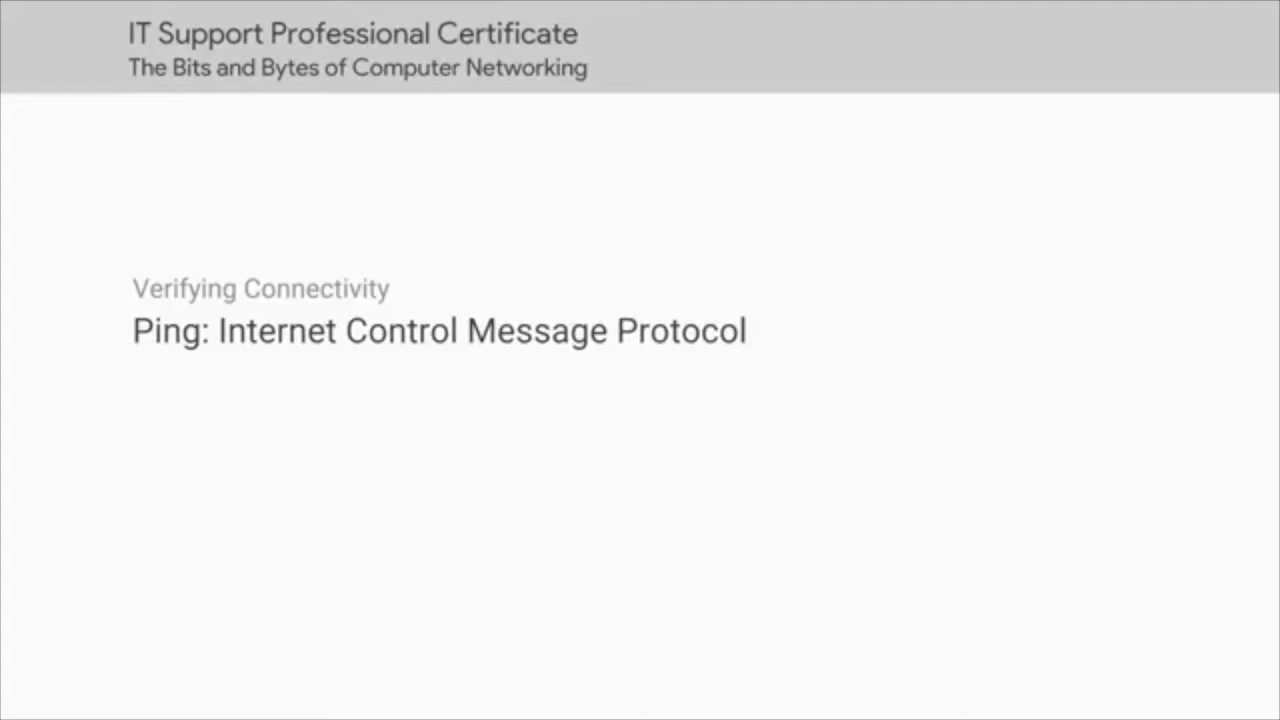 IT Support Professional Certificate
The Bits and Bytes of Computer Networking
Verifying Connectivity
Ping: Internet Control Message Protocol